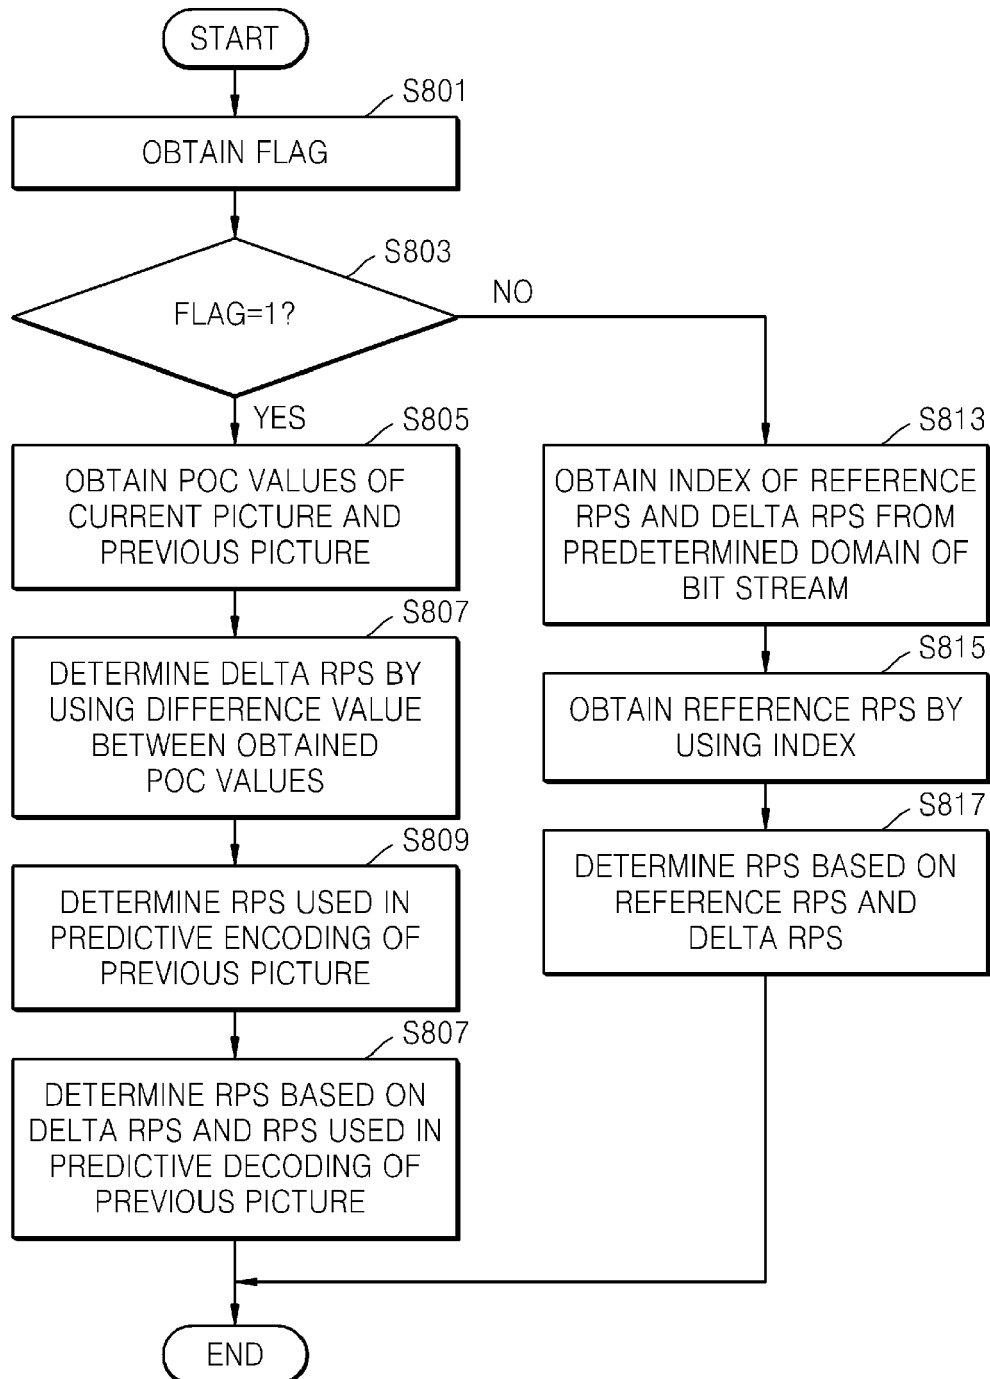 START
S801
OBTAIN FLAG
S803
FLAG=1?
NO
YES
S805
OBTAIN POC VALUES OF
CURRENT PICTURE AND
PREVIOUS PICTURE
S807
DETERMINE DELTA RPS BY
USING DIFFERENCE VALUE
BETWEEN OBTAINED
POC VALUES
S809
DETERMINE RPS USED IN
PREDICTIVE ENCODING OF
PREVIOUS PICTURE
S807
DETERMINE RPS BASED ON
DELTA RPS AND RPS USED IN
PREDICTIVE DECODING OF
PREVIOUS PICTURE
S813
OBTAIN INDEX OF REFERENCE
RPS AND DELTA RPS FROM
PREDETERMINED DOMAIN OF
BIT STREAM
S815
OBTAIN REFERENCE RPS BY
USING INDEX
S817
DETERMINE RPS BASED ON
REFERENCE RPS AND
DELTA RPS
END